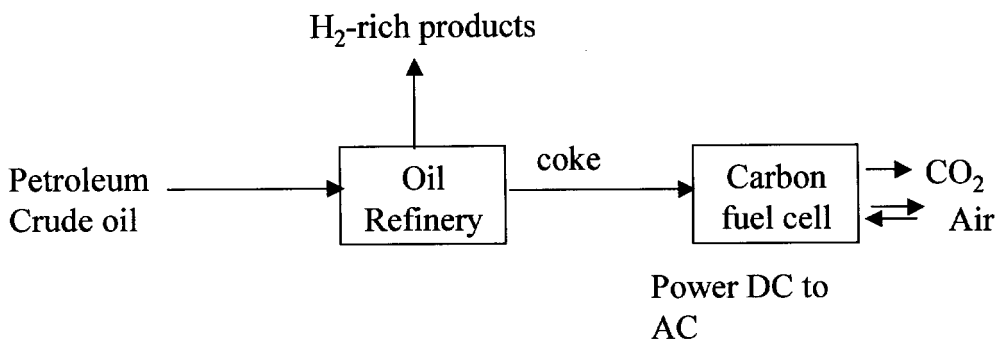 H₂-rich products
Petroleum
Crude oil
Oil
Refinery
coke
Carbon
fuel cell
CO₂
Air
Power DC to
AC